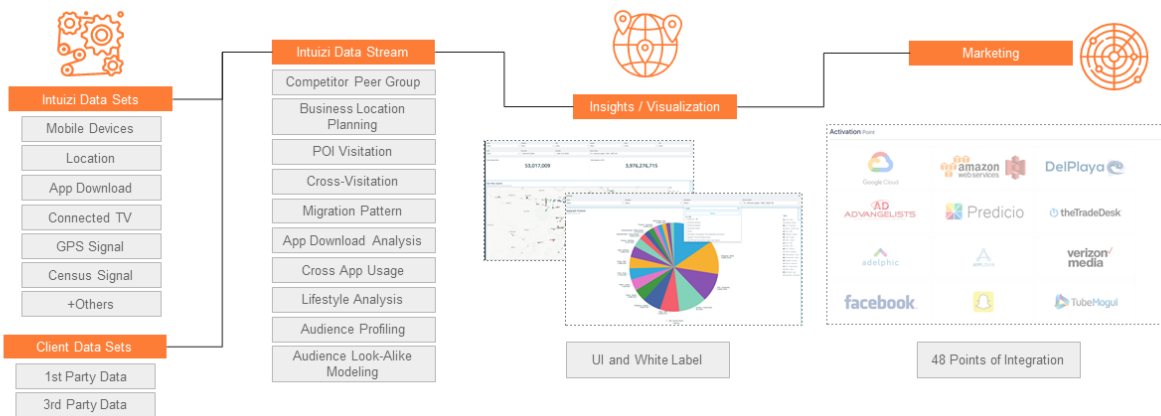 Intuizi Data Sets
Mobile Devices
Location
App Download
Connected TV
GPS Signal
Census Signal
+Others
Client Data Sets
1st Party Data
3rd Party Data
Intuizi Data Stream
Competitor Peer Group
Business Location
Planning
POI Visitation
Cross-Visitation
Migration Pattern
App Download Analysis
Cross App Usage
Lifestyle Analysis
Audience Profiling
Audience Look-Alike
Modeling
Insights / Visualization
53,017,009
3,976,276,715
UI and White Label
Marketing
Activation Point
Google Cloud
amazon
webservices
DelPlaya
AD
ADVANGELISTS
Predicio
theTradeDesk
adelphic
verizon
media
facebook.
TubeMogul
48 Points of Integration